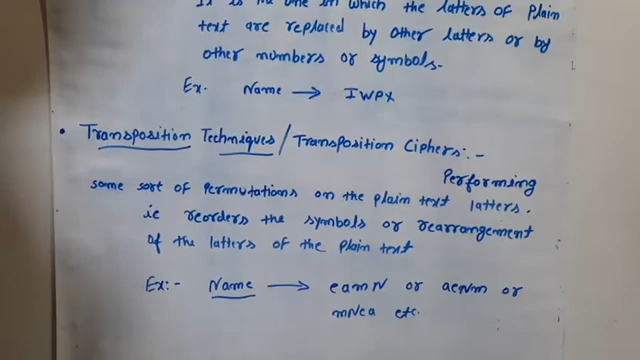 It is the one in which the latters of Plain
text are replaced by other latters or by
other numbers or symbols.
Ex. Name → IWPX
• Transposition Techniques / Transposition Ciphers :-
Performing
some sort of Permutations on the plain text latters.
ie reorders the symbols or rearrangement
of the latters of the Plain text
Ex:- Name → eamN or aeNm or
mNea etc.